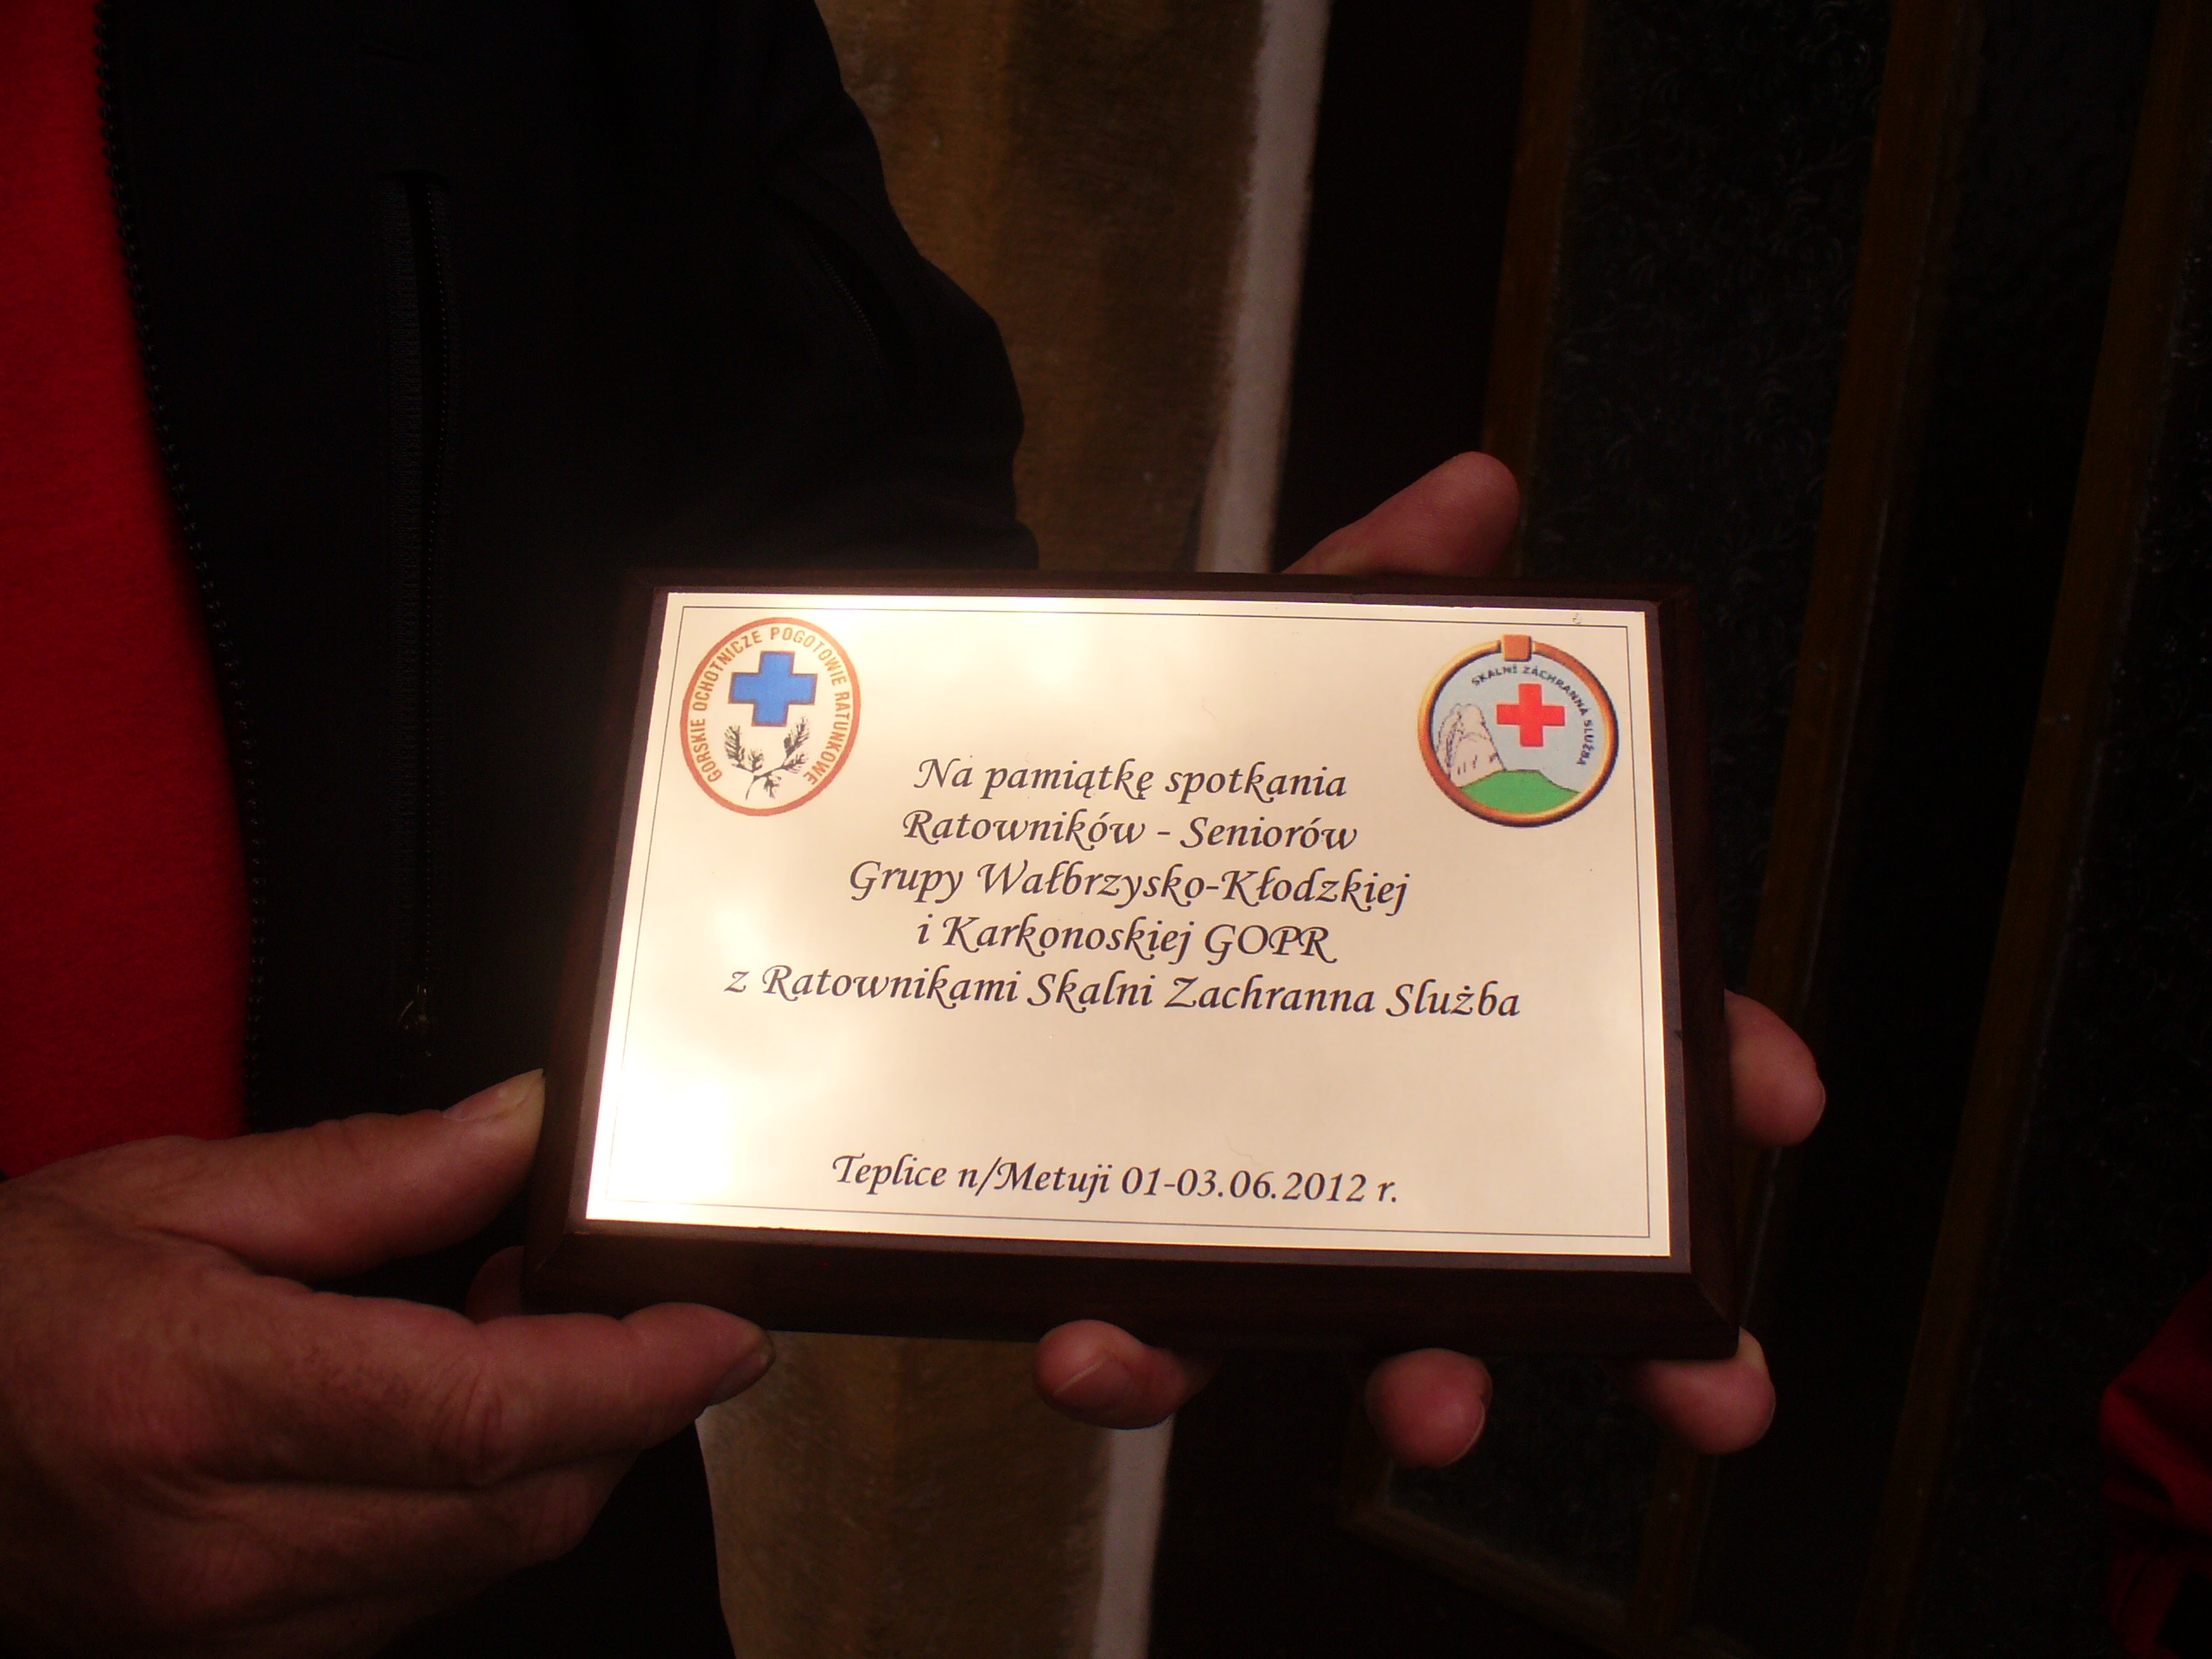 GÓRSKIE OCHOTNICZE POGOTOWIE RATUNKOWE
SKALNÍ ZÁCHRANNÁ SLUŽBA
Na pamiątkę spotkania
Ratowników - Seniorów
Grupy Wałbrzysko-Kłodzkiej
i Karkonoskiej GOPR
z Ratownikami Skalni Zachranna Slużba
Teplice n/Metuji 01-03.06.2012 r.